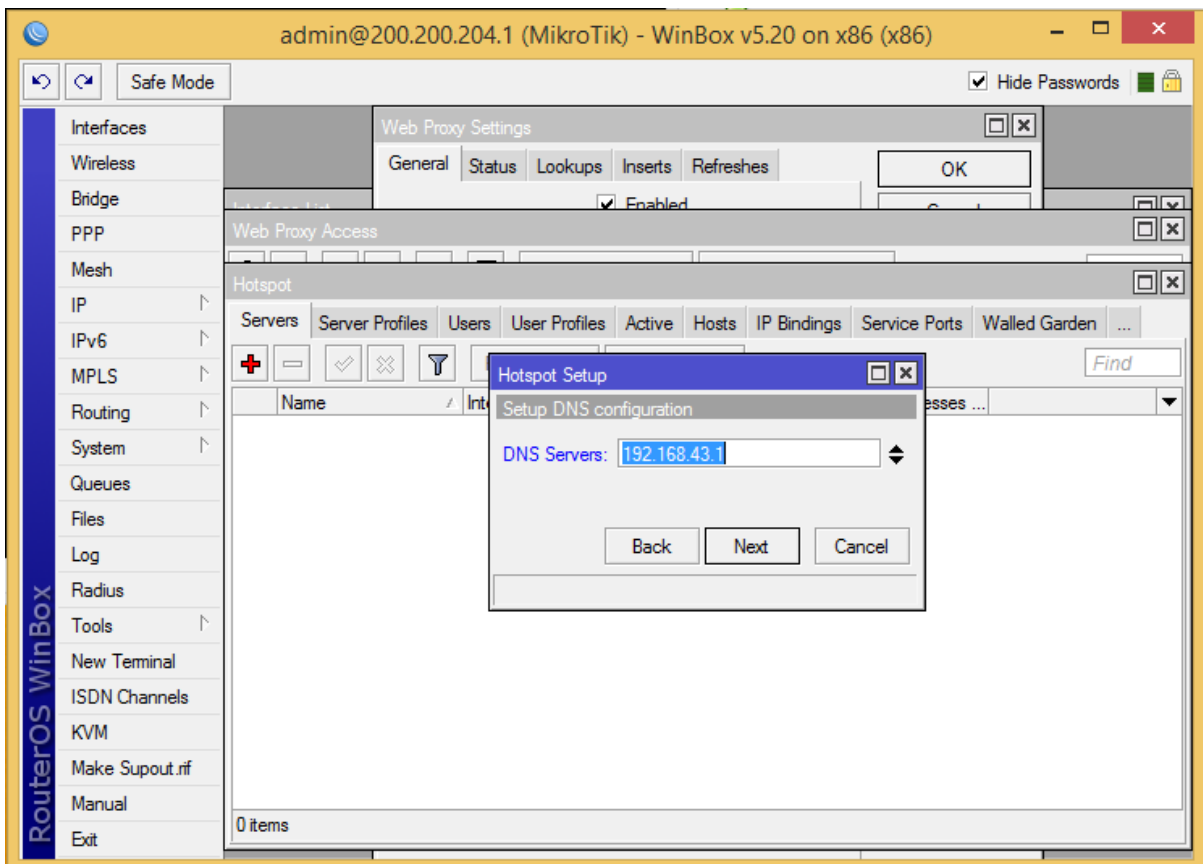 admin@200.200.204.1 (MikroTik) - WinBox v5.20 on x86 (x86)
Safe Mode
Hide Passwords
RouterOS WinBox
Interfaces
Wireless
Bridge
PPP
Mesh
IP
IPv6
MPLS
Routing
System
Queues
Files
Log
Radius
Tools
New Terminal
ISDN Channels
KVM
Make Supout.rif
Manual
Exit
Web Proxy Settings
General Status Lookups Inserts Refreshes
OK
Enabled
Web Proxy Access
Hotspot
Servers Server Profiles Users User Profiles Active Hosts IP Bindings Service Ports Walled Garden ...
Find
Name
Hotspot Setup
Setup DNS configuration
DNS Servers: 192.168.43.1
Back Next Cancel
0 items